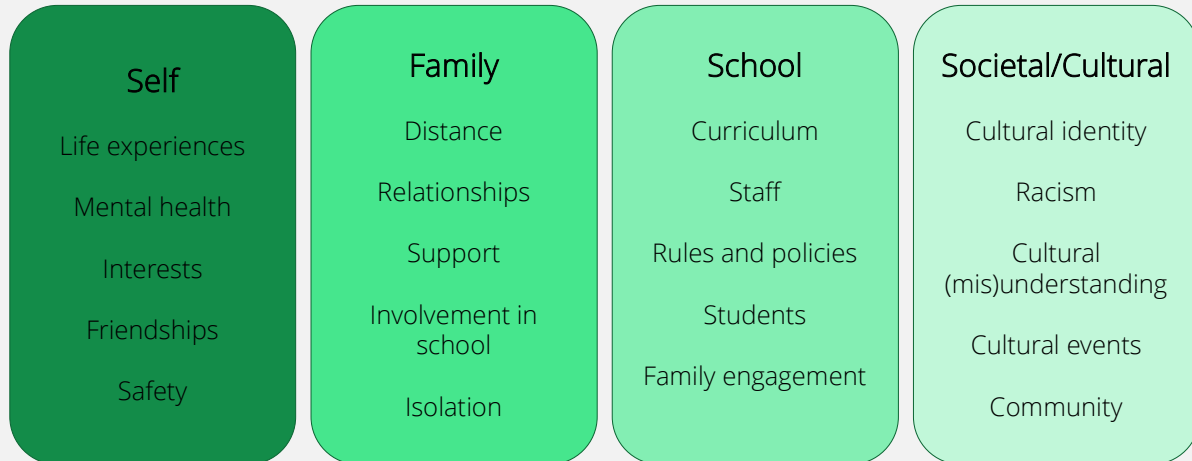 Self
Life experiences
Mental health
Interests
Friendships
Safety
Family
Distance
Relationships
Support
Involvement in
school
Isolation
School
Curriculum
Staff
Rules and policies
Students
Family engagement
Societal/Cultural
Cultural identity
Racism
Cultural
(mis)understanding
Cultural events
Community